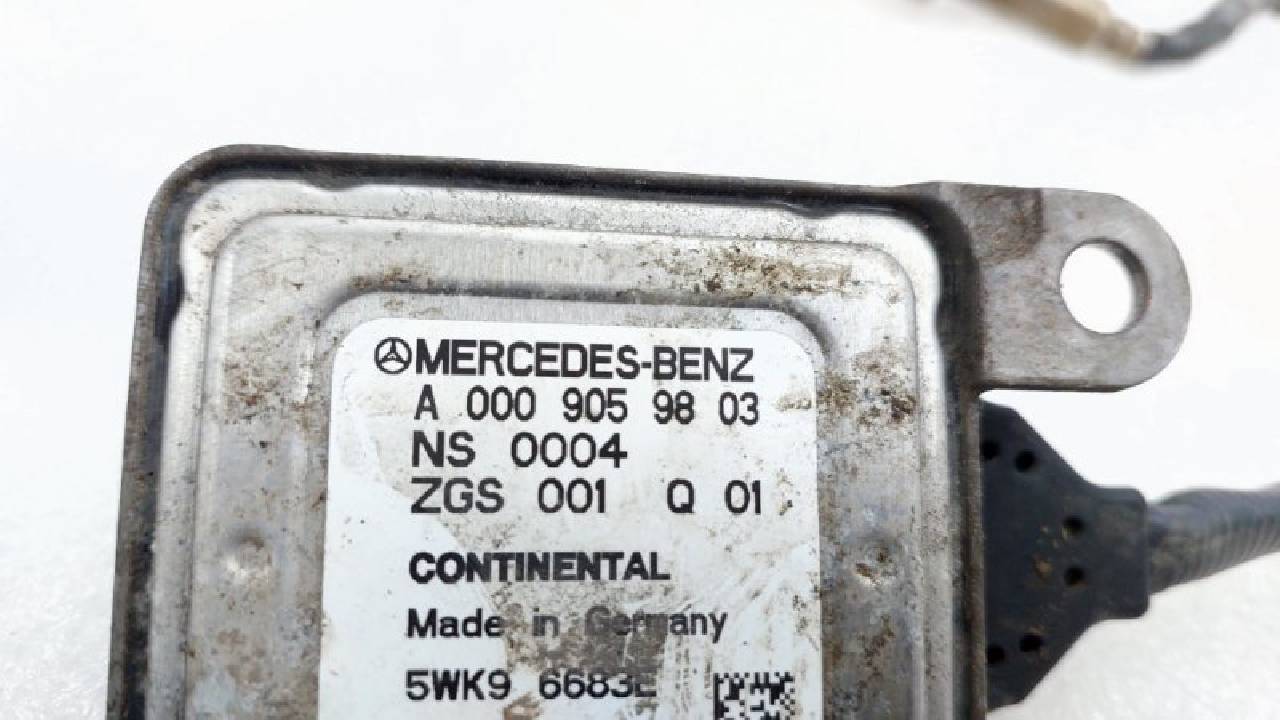 MERCEDES-BENZ
A 000 905 98 03
NS 0004
ZGS 001 Q 01
CONTINENTAL
Made in Germany
5WK9 6683E